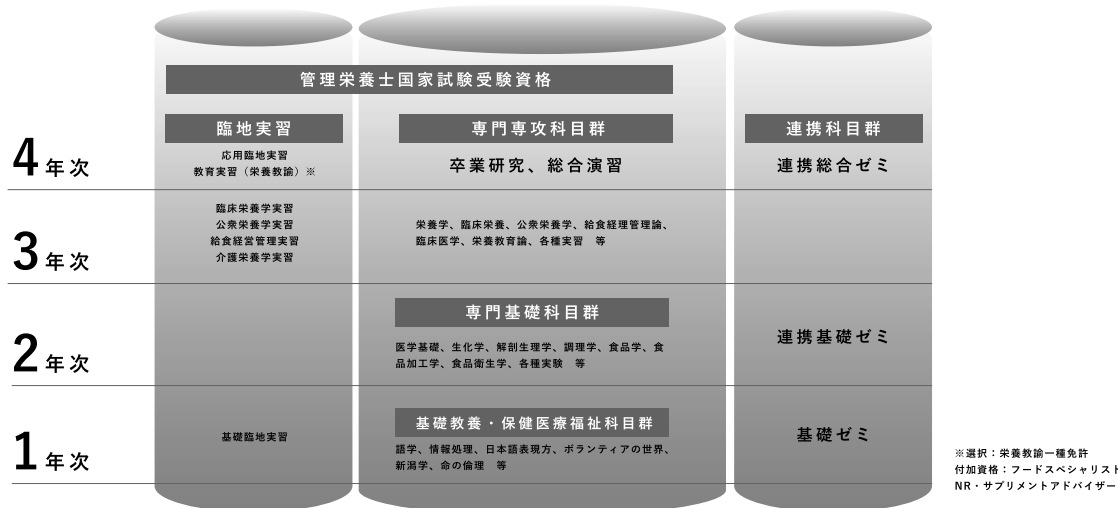 管理栄養士国家試験受験資格
臨地実習
専門専攻科目群
連携科目群
4年次
応用臨地実習
教育実習（栄養教諭）※
卒業研究、総合演習
連携総合ゼミ
3年次
臨床栄養学実習
公衆栄養学実習
給食経営管理実習
介護栄養学実習
栄養学、臨床栄養、公衆栄養学、給食経理管理論、
臨床医学、栄養教育論、各種実習　等
2年次
専門基礎科目群
医学基礎、生化学、解剖生理学、調理学、食品学、食
品加工学、食品衛生学、各種実験　等
連携基礎ゼミ
1年次
基礎臨地実習
基礎教養・保健医療福祉科目群
語学、情報処理、日本語表現方、ボランティアの世界、
新潟学、命の倫理　等
基礎ゼミ
※選択：栄養教諭一種免許
付加資格：フードスペシャリスト
NR・サプリメントアドバイザー